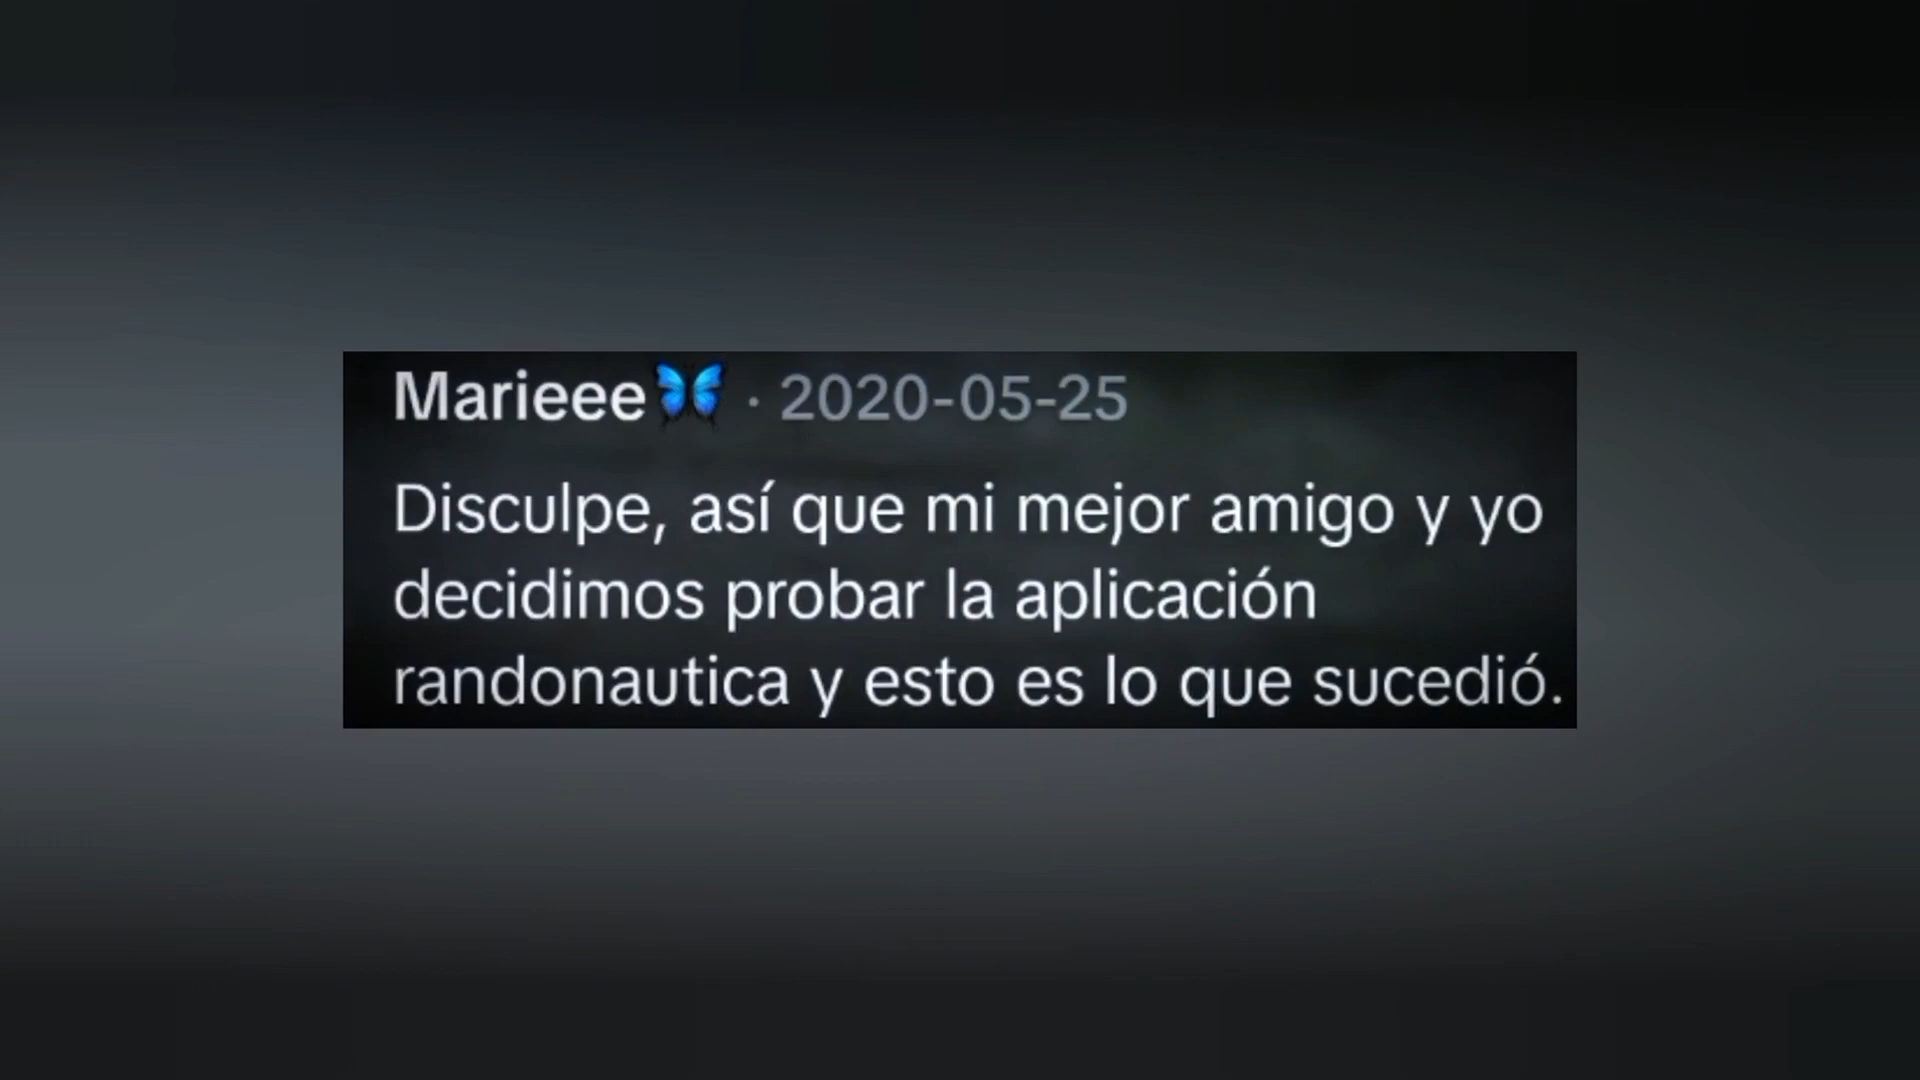 Marieee🦋 · 2020-05-25
Disculpe, así que mi mejor amigo y yo
decidimos probar la aplicación
randonautica y esto es lo que sucedió.